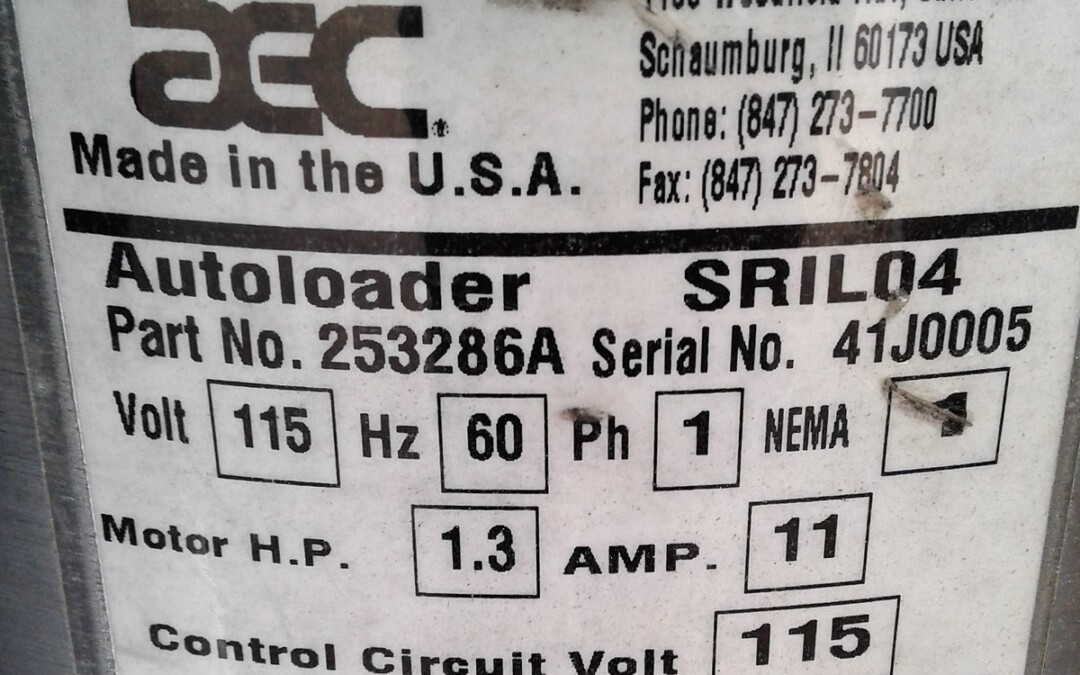 aec®
Schaumburg, Il 60173 USA
Phone: (847) 273-7700
Fax: (847) 273-7804
Made in the U.S.A.
Autoloader SRIL04
Part No. 253286A Serial No. 41J0005
Volt 115 Hz 60 Ph 1 NEMA 1
Motor H.P. 1.3 AMP. 11
Control Circuit Volt 115